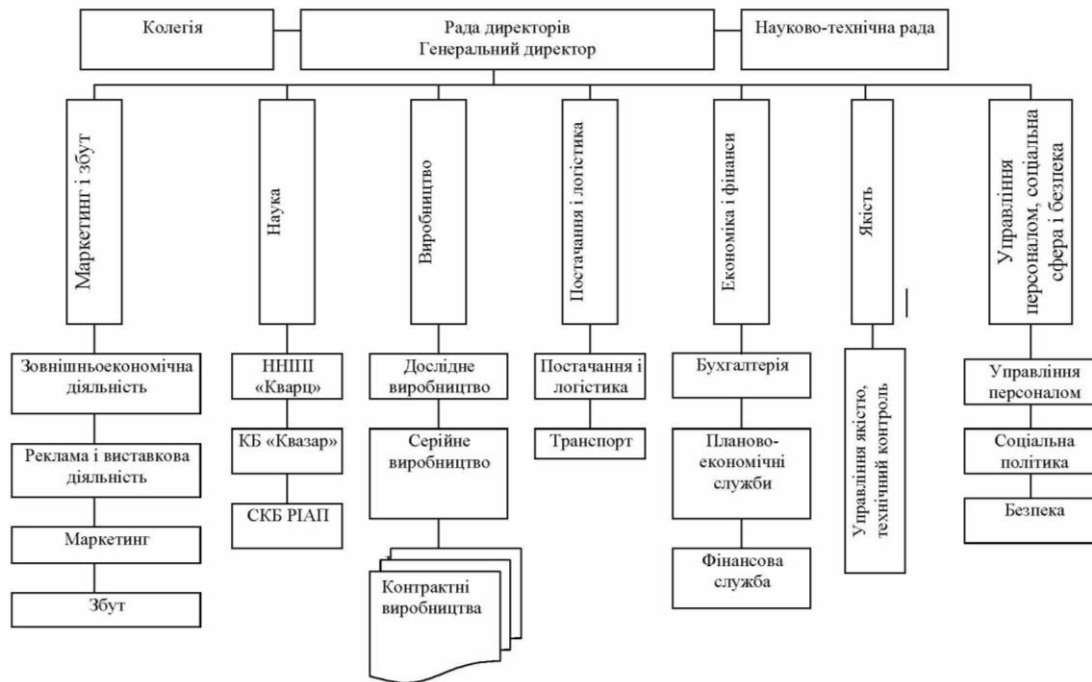 Колегія
Рада директорів
Генеральний директор
Науково-технічна рада
Маркетинг і збут
Наука
Виробництво
Постачання і логістика
Економіка і фінанси
Якість
Управління
персоналом, соціальна
сфера і безпека
Зовнішньоекономічна
діяльність
Реклама і виставкова
діяльність
Маркетинг
Збут
ННІПІ
«Кварц»
КБ «Квазар»
СКБ РІАП
Дослідне
виробництво
Серійне
виробництво
Контрактні
виробництва
Постачання і
логістика
Транспорт
Бухгалтерія
Планово-
економічні
служби
Фінансова
служба
Управління якістю,
технічний контроль
Управління
персоналом
Соціальна
політика
Безпека